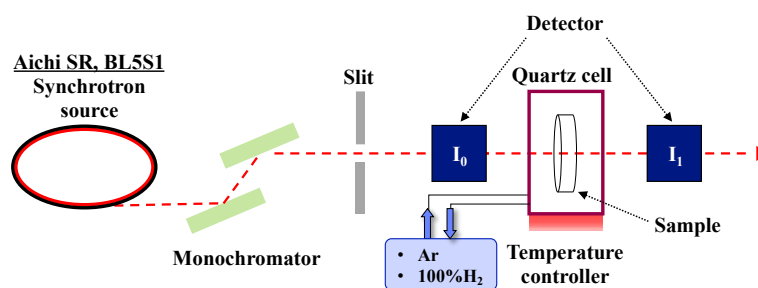 Aichi SR, BL5S1
Synchrotron
source
Monochromator
Slit
Detector
Quartz cell
I₀
I₁
Sample
Temperature
controller
• Ar
• 100%H₂